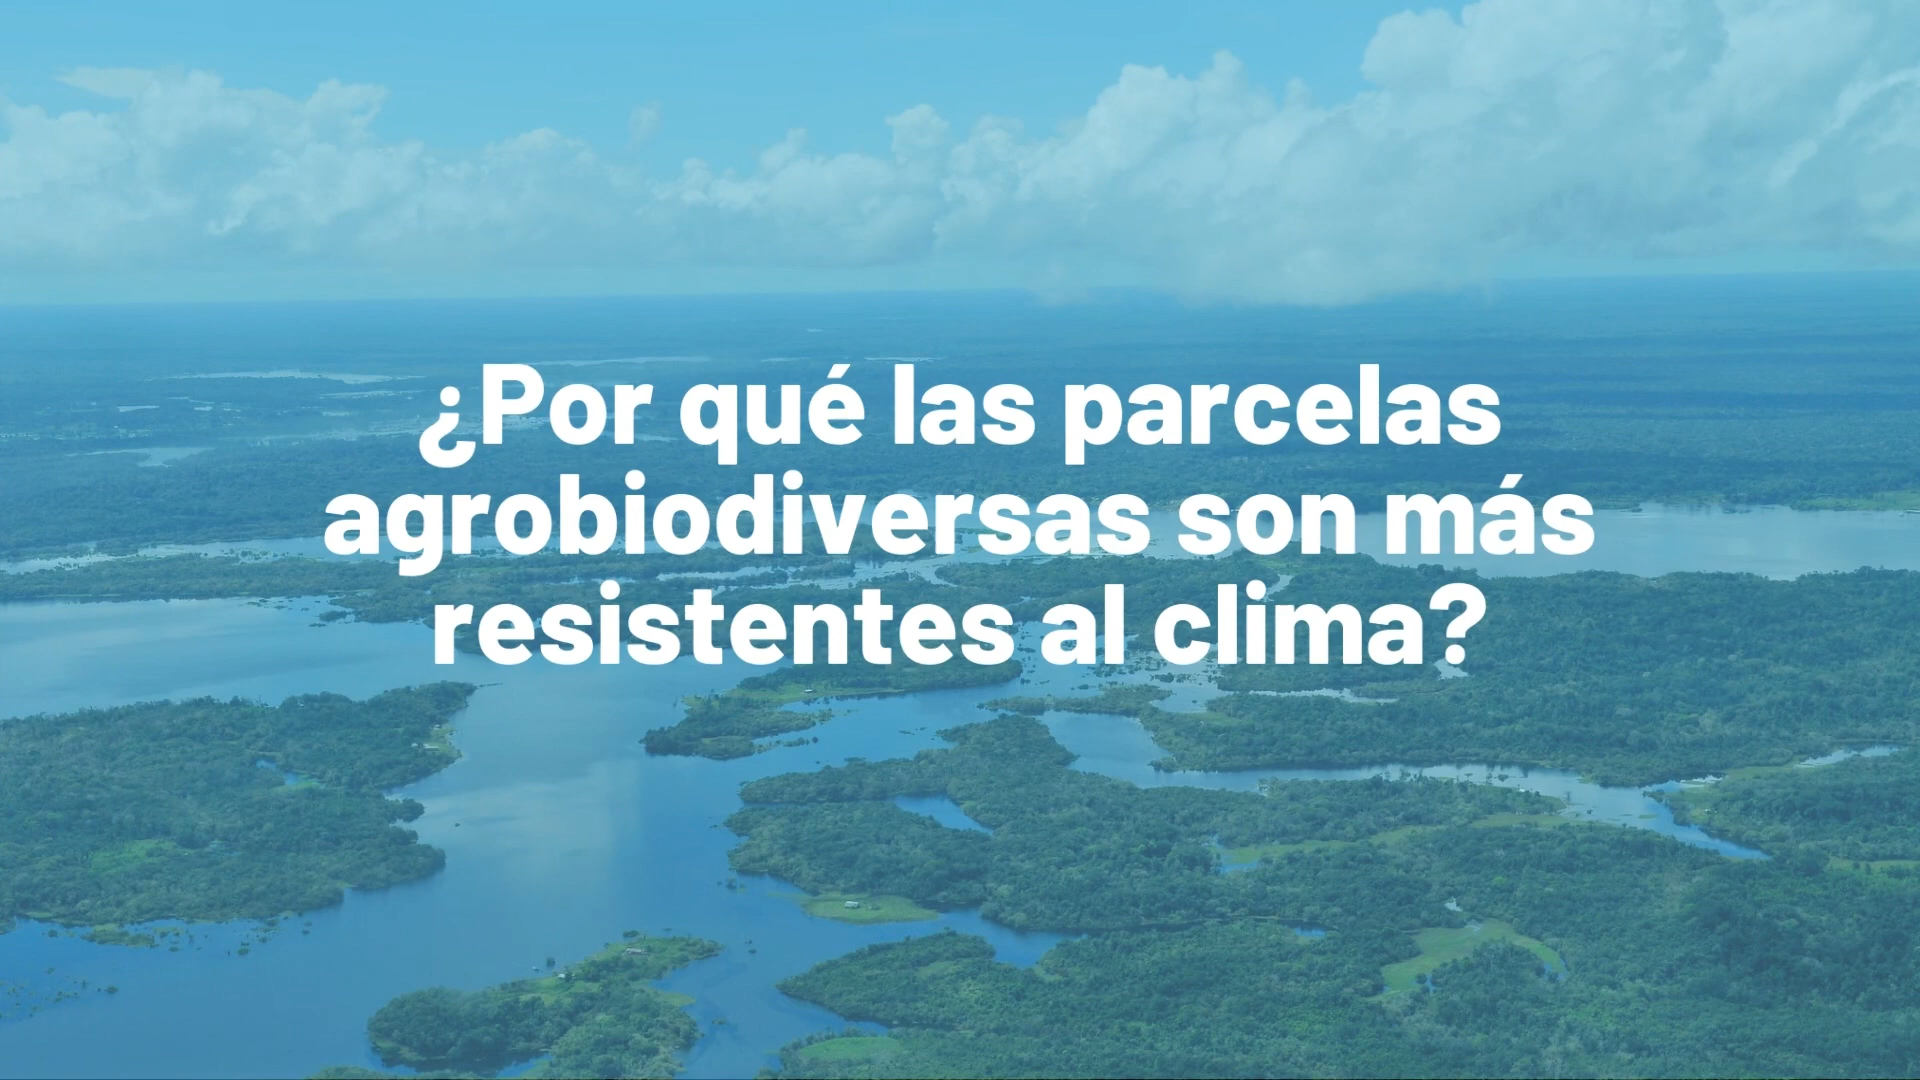 ¿Por qué las parcelas
agrobiodiversas son más
resistentes al clima?